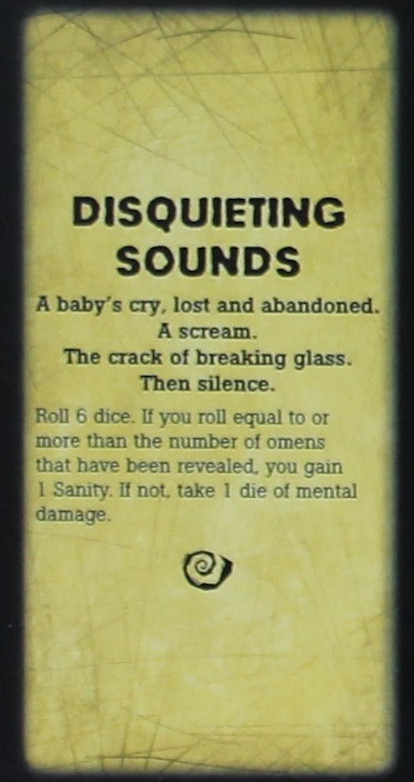 DISQUIETING
SOUNDS
A baby's cry, lost and abandoned.
A scream.
The crack of breaking glass.
Then silence.
Roll 6 dice. If you roll equal to or
more than the number of omens
that have been revealed, you gain
1 Sanity. If not, take 1 die of mental
damage.